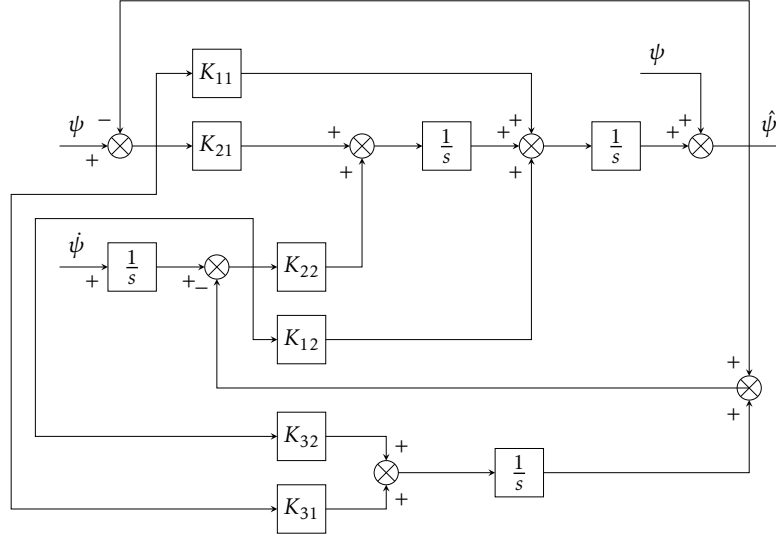 K₁₁
ψ
ψ − + K₂₁ + + 1/s + + + + 1/s + + + ψ̂
ψ̇ + 1/s + − K₂₂
K₁₂
+ +
K₃₂ +
1/s
K₃₁ +